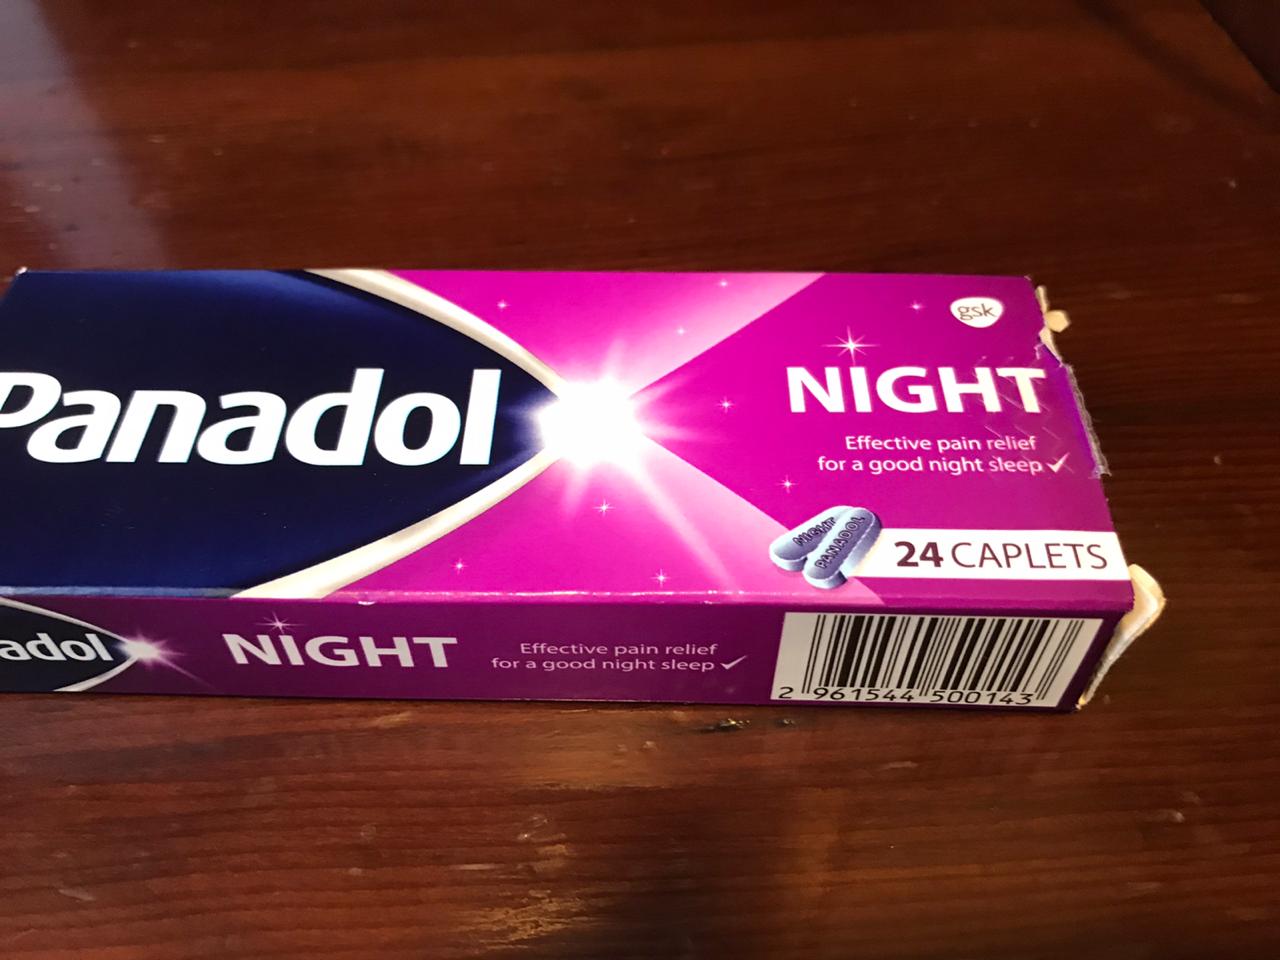 Panadol
gsk
NIGHT
Effective pain relief
for a good night sleep ✓
NIGHT
PANADOL
24 CAPLETS
adol
NIGHT
Effective pain relief
for a good night sleep ✓
2 961544 500143